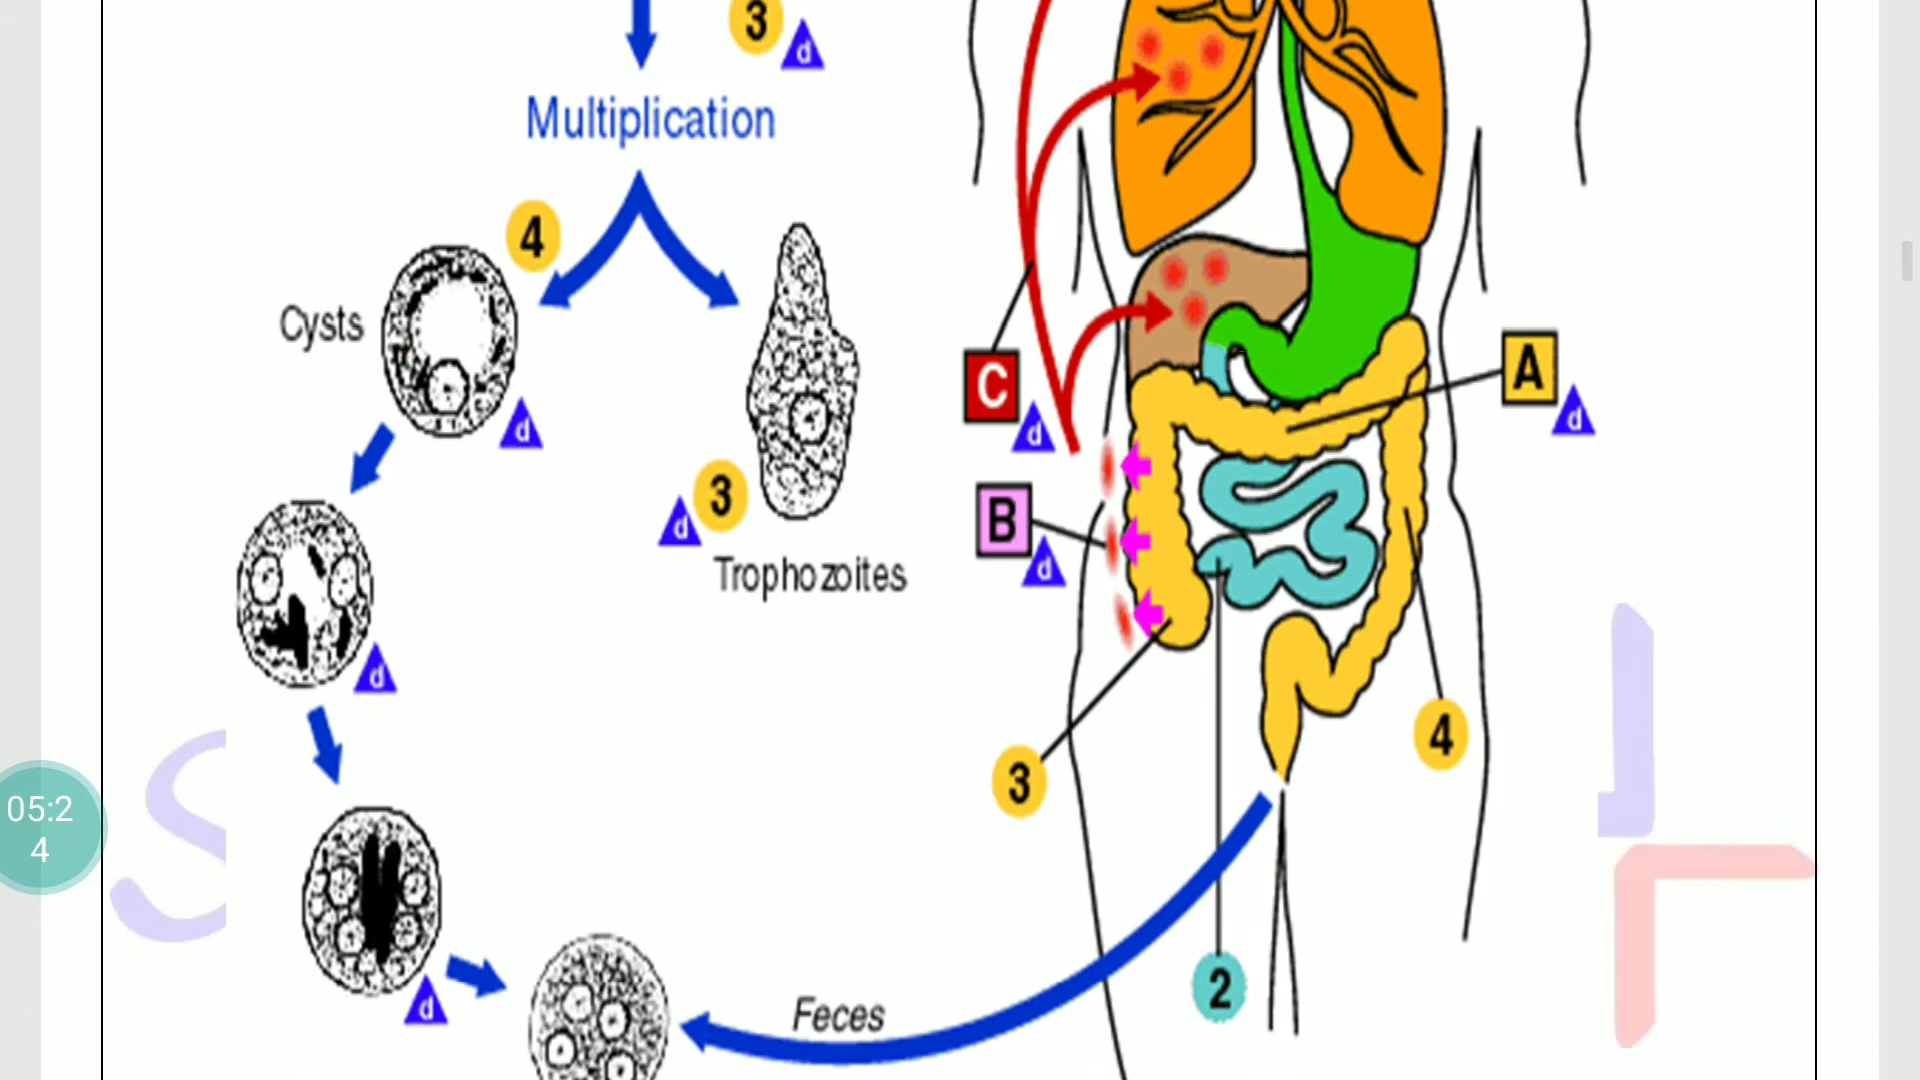 3
d
Multiplication
4
Cysts
d
A
d
C
d
3
d
B
d
Trophozoites
d
3
4
05:2
4
d
2
Feces